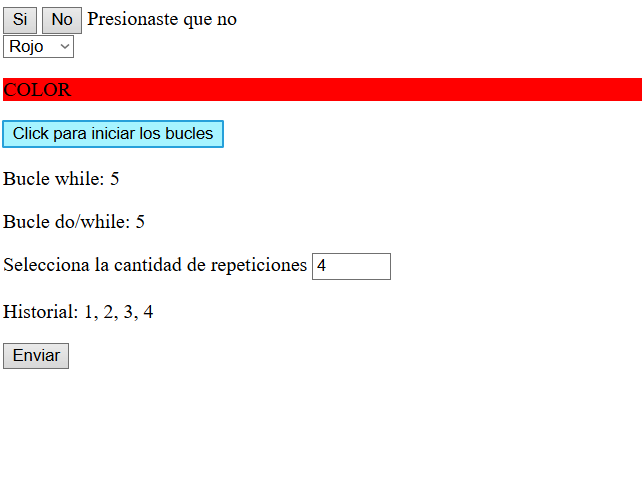 Si No Presionaste que no
Rojo
COLOR
Click para iniciar los bucles
Bucle while: 5
Bucle do/while: 5
Selecciona la cantidad de repeticiones 4
Historial: 1, 2, 3, 4
Enviar